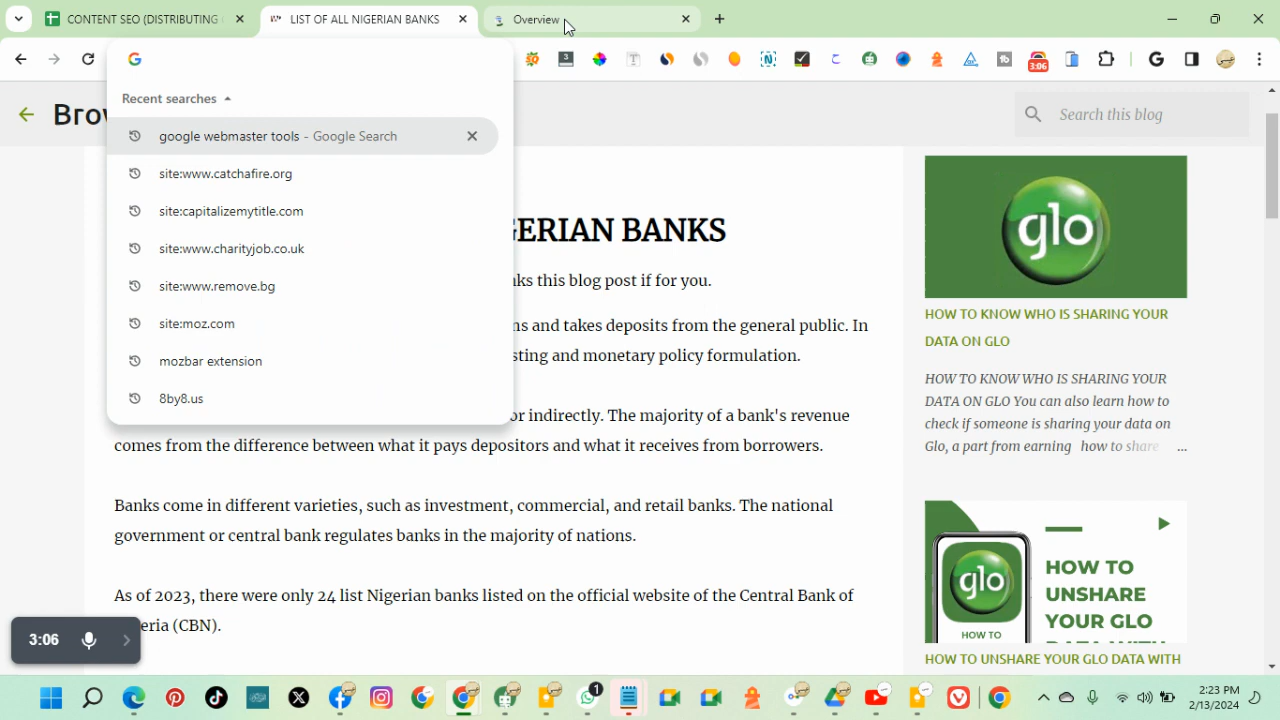 CONTENT SEO (DISTRIBUTING
LIST OF ALL NIGERIAN BANKS
Overview
3
3:06
Recent searches
google webmaster tools - Google Search
site:www.catchafire.org
site:capitalizemytitle.com
site:www.charityjob.co.uk
site:www.remove.bg
site:moz.com
mozbar extension
8by8.us
Search this blog
ERIAN BANKS
this blog post if for you.
and takes deposits from the general public. In
and monetary policy formulation.
or indirectly. The majority of a bank's revenue
comes from the difference between what it pays depositors and what it receives from borrowers.
Banks come in different varieties, such as investment, commercial, and retail banks. The national
government or central bank regulates banks in the majority of nations.
As of 2023, there were only 24 list Nigerian banks listed on the official website of the Central Bank of
(CBN).
glo
HOW TO KNOW WHO IS SHARING YOUR
DATA ON GLO
HOW TO KNOW WHO IS SHARING YOUR
DATA ON GLO You can also learn how to
check if someone is sharing your data on
Glo, a part from earning how to share ...
glo
HOW TO
HOW TO
UNSHARE
YOUR GLO
DATA WITH
HOW TO UNSHARE YOUR GLO DATA WITH
3:06
1
2:23 PM
2/13/2024